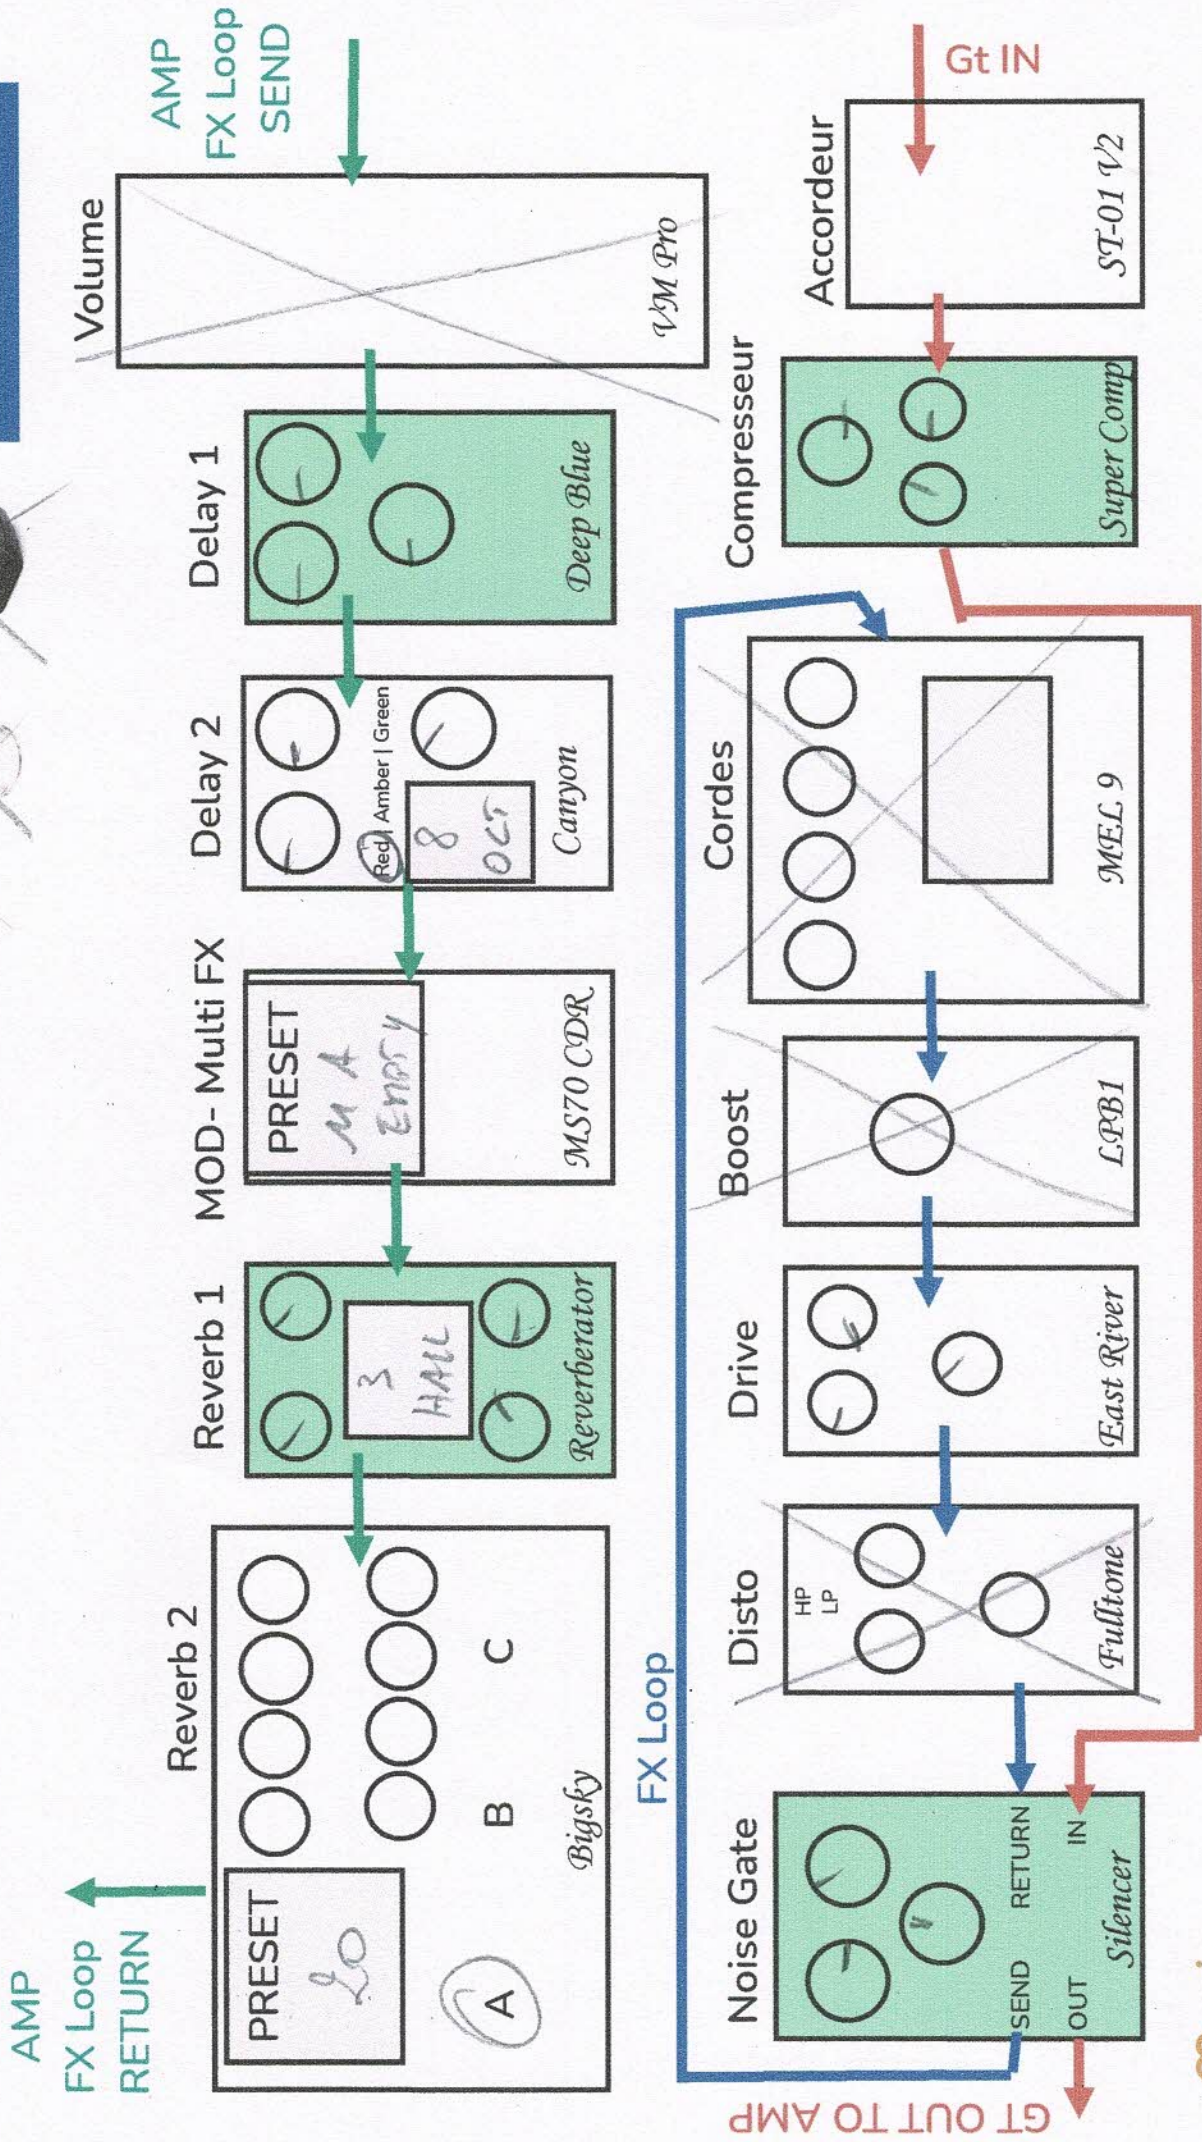 AMP
FX Loop
RETURN
Reverb 2
PRESET
20
A
B
C
Bigsky
Reverb 1
3
HALL
Reverberator
MOD- Multi FX
PRESET
M A
EMPTY
MS70 CDR
Delay 2
Red | Amber | Green
8
OCT
Canyon
Delay 1
Deep Blue
Volume
VM Pro
AMP
FX Loop
SEND
FX Loop
GT OUT TO AMP
Noise Gate
SEND
RETURN
OUT
IN
Silencer
Disto
HP
LP
Fulltone
Drive
East River
Boost
LPB1
Cordes
MEL 9
Compresseur
Super Comp
Accordeur
ST-01 V2
Gt IN